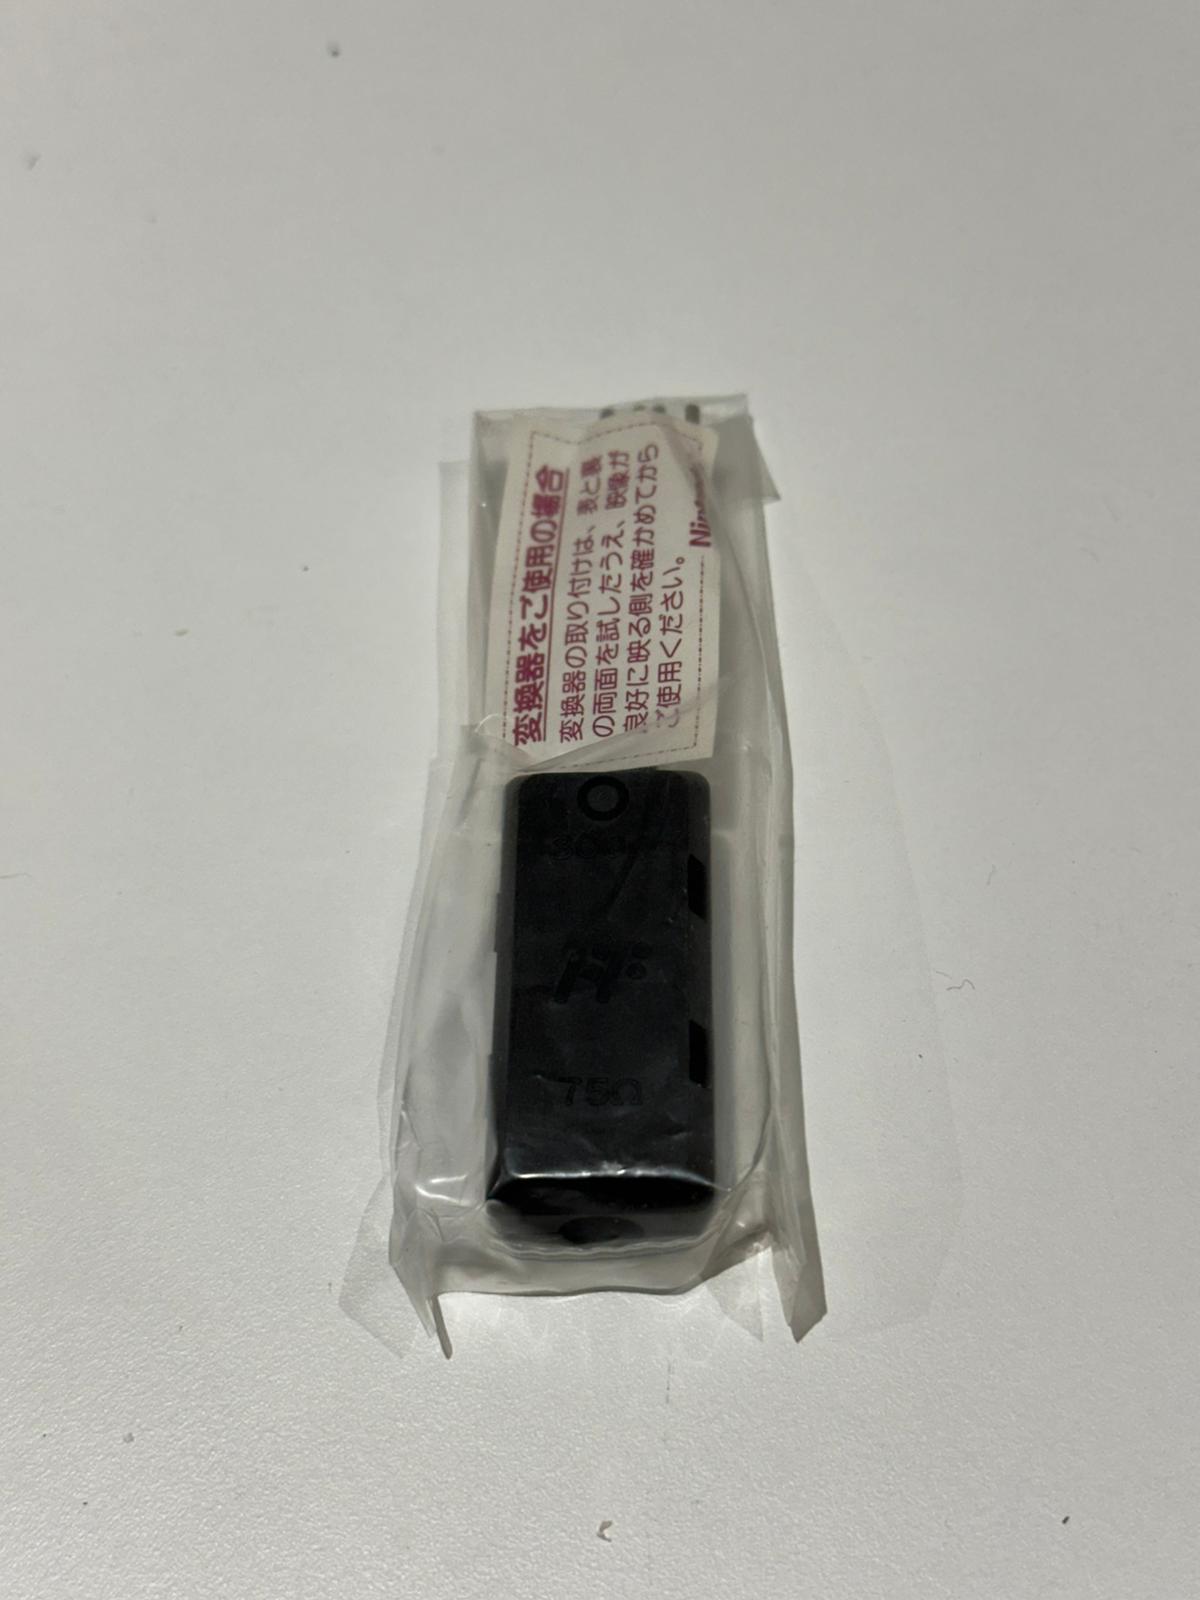 変換器をご使用の場合
変換器の取り付けは、表と裏
の両面を試したうえ、映像が
良好に映る側を確かめてから
ご使用ください。
300Ω
75Ω